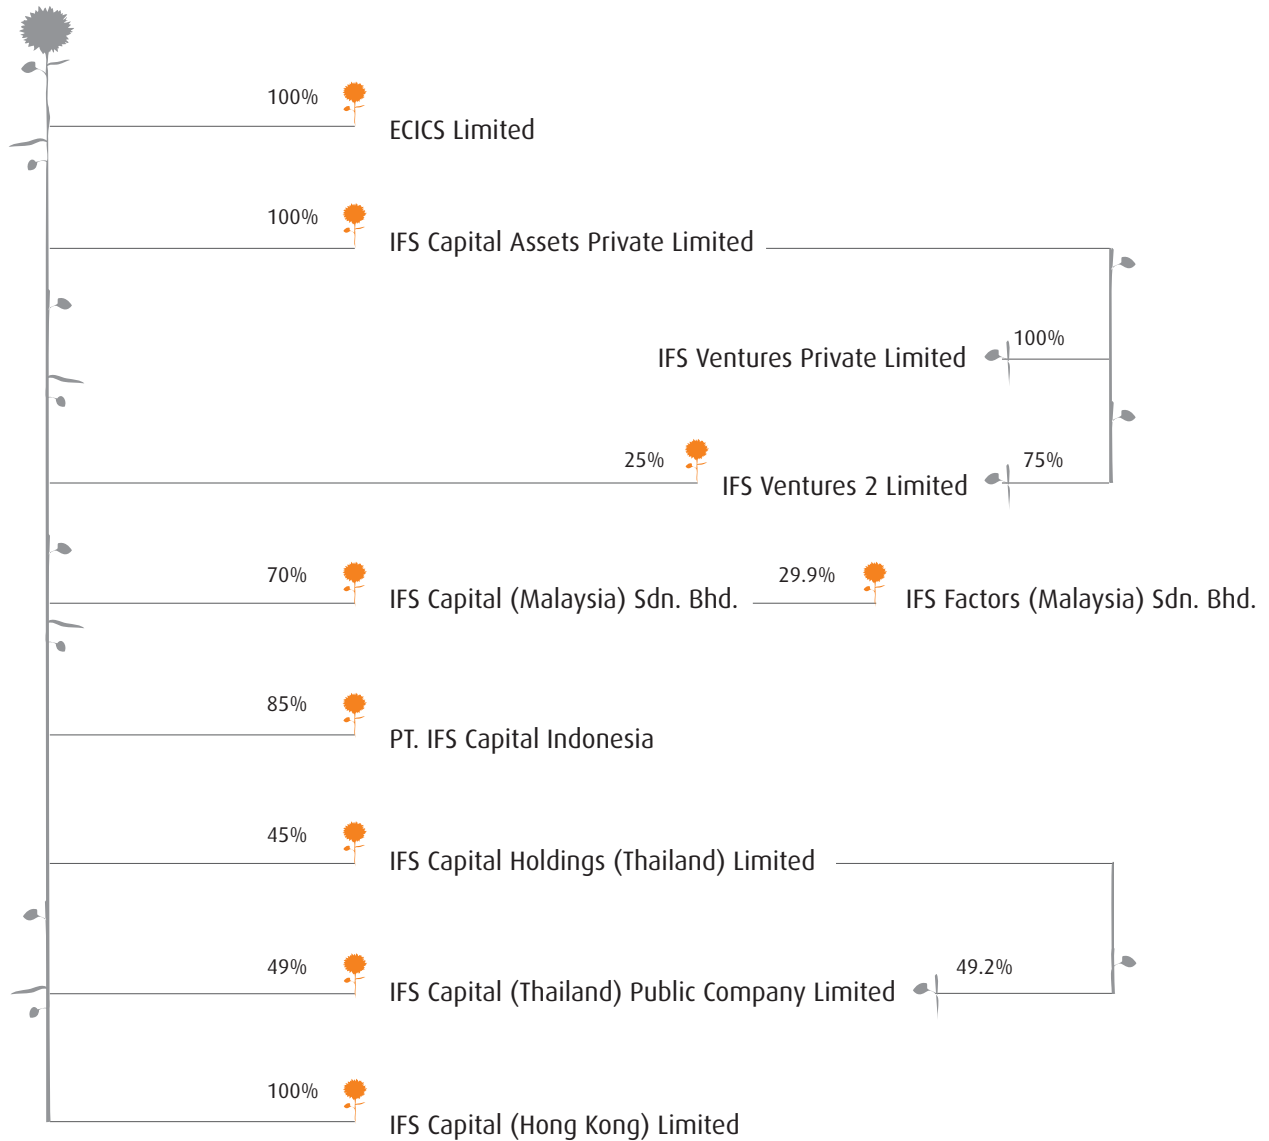 100%
ECICS Limited
100%
IFS Capital Assets Private Limited
IFS Ventures Private Limited
100%
25%
IFS Ventures 2 Limited
75%
70%
IFS Capital (Malaysia) Sdn. Bhd.
29.9%
IFS Factors (Malaysia) Sdn. Bhd.
85%
PT. IFS Capital Indonesia
45%
IFS Capital Holdings (Thailand) Limited
49%
IFS Capital (Thailand) Public Company Limited
49.2%
100%
IFS Capital (Hong Kong) Limited